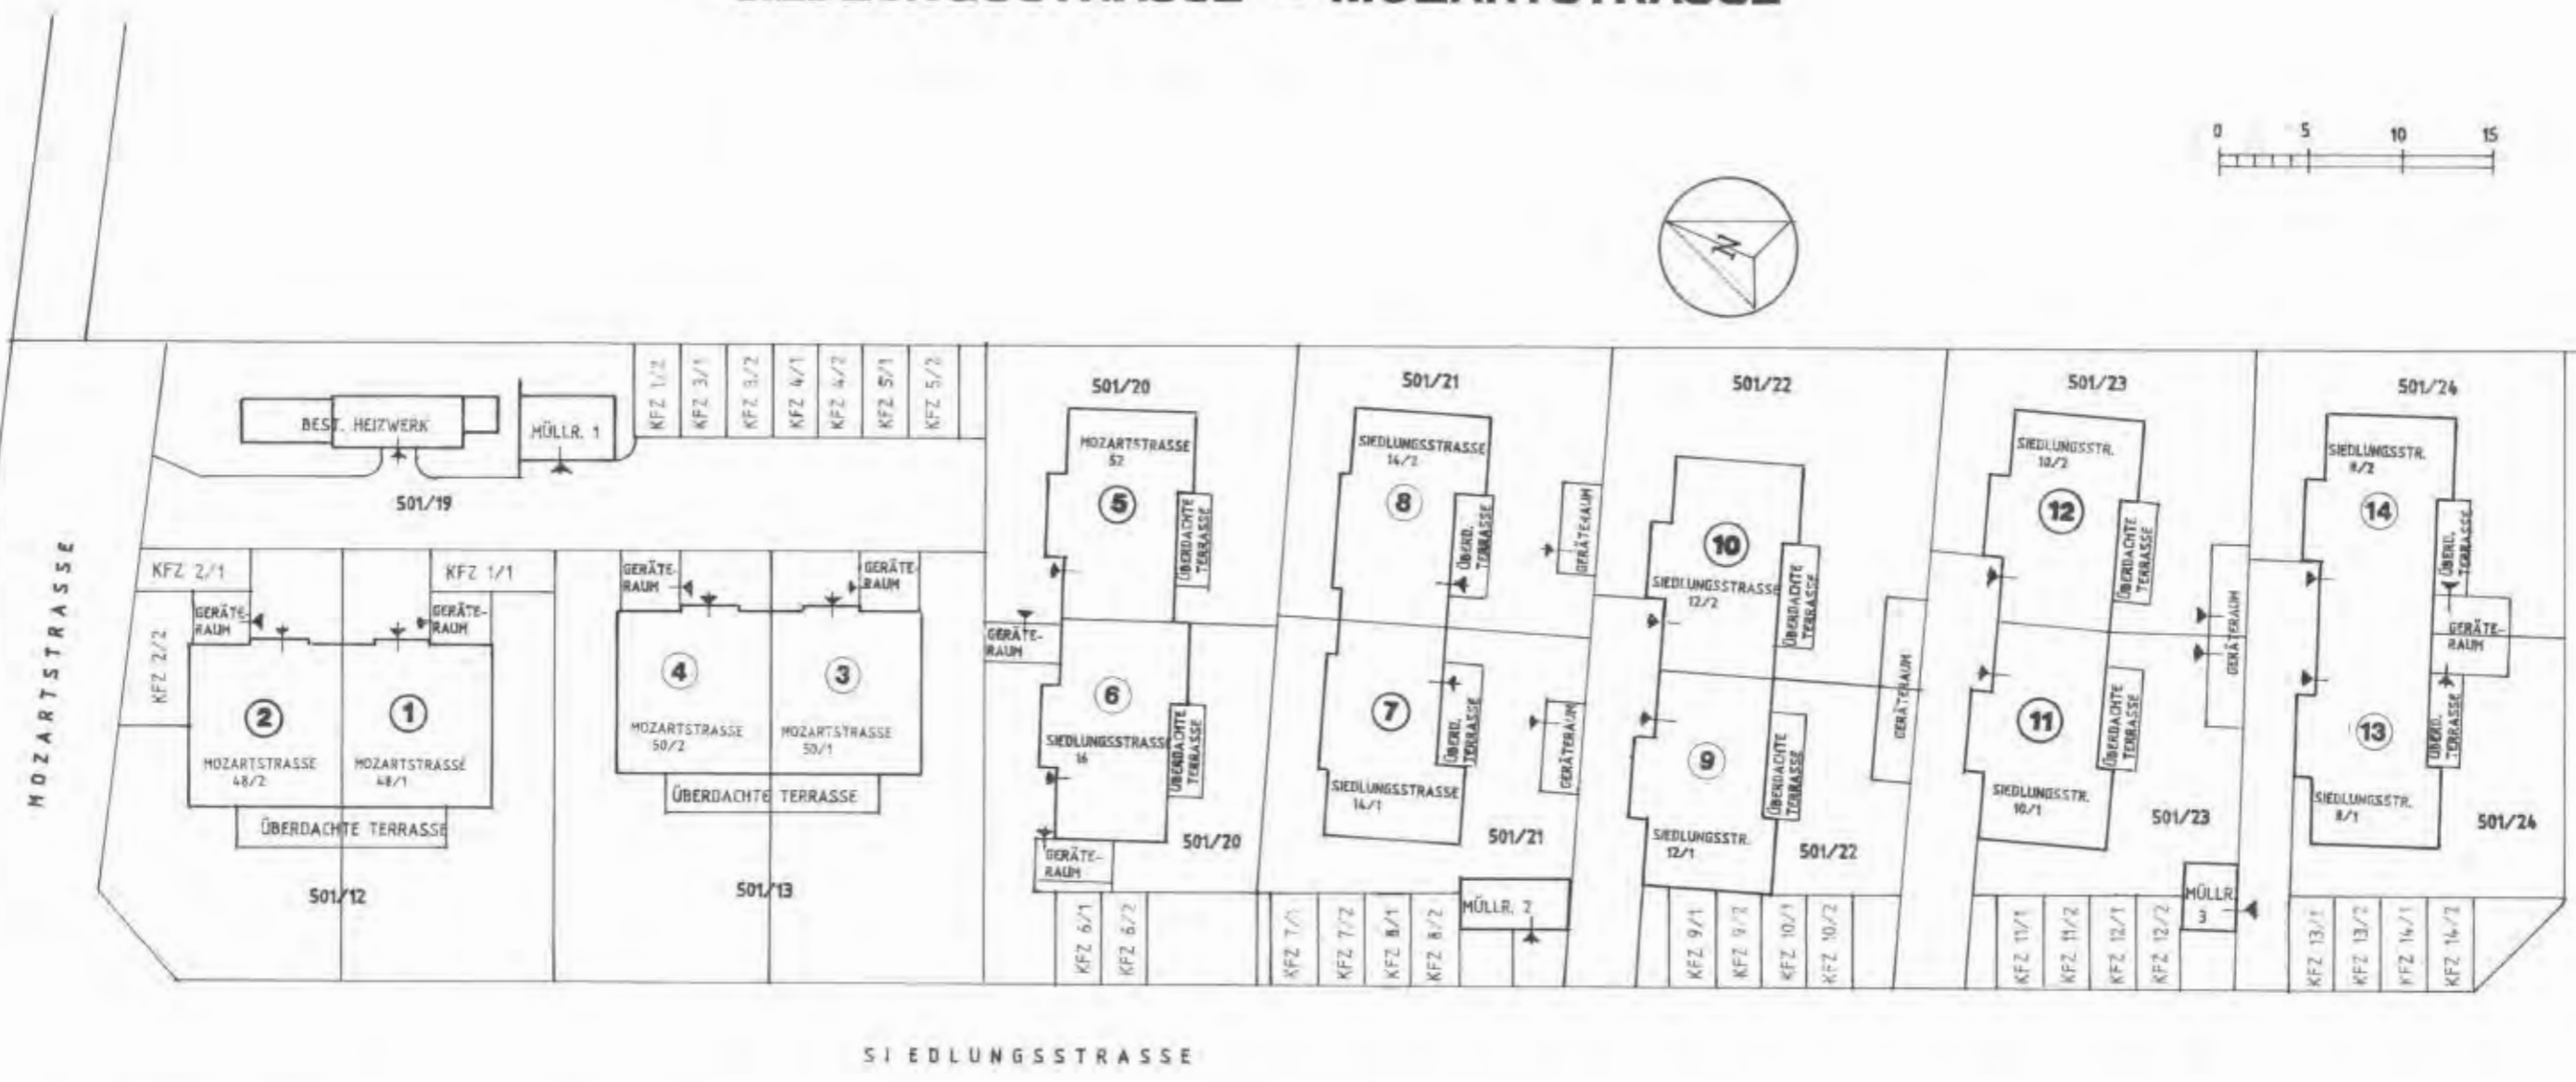 MOZARTSTRASSE
0 5 10 15
N
KFZ 1/2
KFZ 3/1
KFZ 3/2
KFZ 4/1
KFZ 4/2
KFZ 5/1
KFZ 5/2
BEST. HEIZWERK
MÜLLR. 1
501/19
MOZARTSTRASSE
KFZ 2/1
KFZ 1/1
KFZ 2/2
GERÄTE-
RAUM
GERÄTE-
RAUM
2
1
MOZARTSTRASSE
48/2
MOZARTSTRASSE
48/1
ÜBERDACHTE TERRASSE
501/12
GERÄTE-
RAUM
GERÄTE-
RAUM
4
3
MOZARTSTRASSE
50/2
MOZARTSTRASSE
50/1
ÜBERDACHTE TERRASSE
501/13
501/20
MOZARTSTRASSE
52
5
ÜBERDACHTE
TERRASSE
GERÄTE-
RAUM
6
SIEDLUNGSSTRASSE
16
ÜBERDACHTE
TERRASSE
501/20
GERÄTE-
RAUM
KFZ 6/1
KFZ 6/2
501/21
SIEDLUNGSSTRASSE
14/2
8
ÜBERD.
TERRASSE
GERÄTERAUM
7
ÜBERD.
TERRASSE
SIEDLUNGSSTRASSE
14/1
GERÄTERAUM
501/21
MÜLLR. 2
KFZ 7/1
KFZ 7/2
KFZ 8/1
KFZ 8/2
501/22
10
SIEDLUNGSSTRASSE
12/2
ÜBERDACHTE
TERRASSE
GERÄTERAUM
9
ÜBERDACHTE
TERRASSE
SIEDLUNGSSTR.
12/1
501/22
KFZ 9/1
KFZ 9/2
KFZ 10/1
KFZ 10/2
501/23
SIEDLUNGSSTR.
10/2
12
ÜBERDACHTE
TERRASSE
GERÄTERAUM
11
ÜBERDACHTE
TERRASSE
SIEDLUNGSSTR.
10/1
501/23
MÜLLR.
3
KFZ 11/1
KFZ 11/2
KFZ 12/1
KFZ 12/2
501/24
SIEDLUNGSSTR.
8/2
14
ÜBERD.
TERRASSE
GERÄTE-
RAUM
13
ÜBERD.
TERRASSE
SIEDLUNGSSTR.
8/1
501/24
KFZ 13/1
KFZ 13/2
KFZ 14/1
KFZ 14/2
SIEDLUNGSSTRASSE